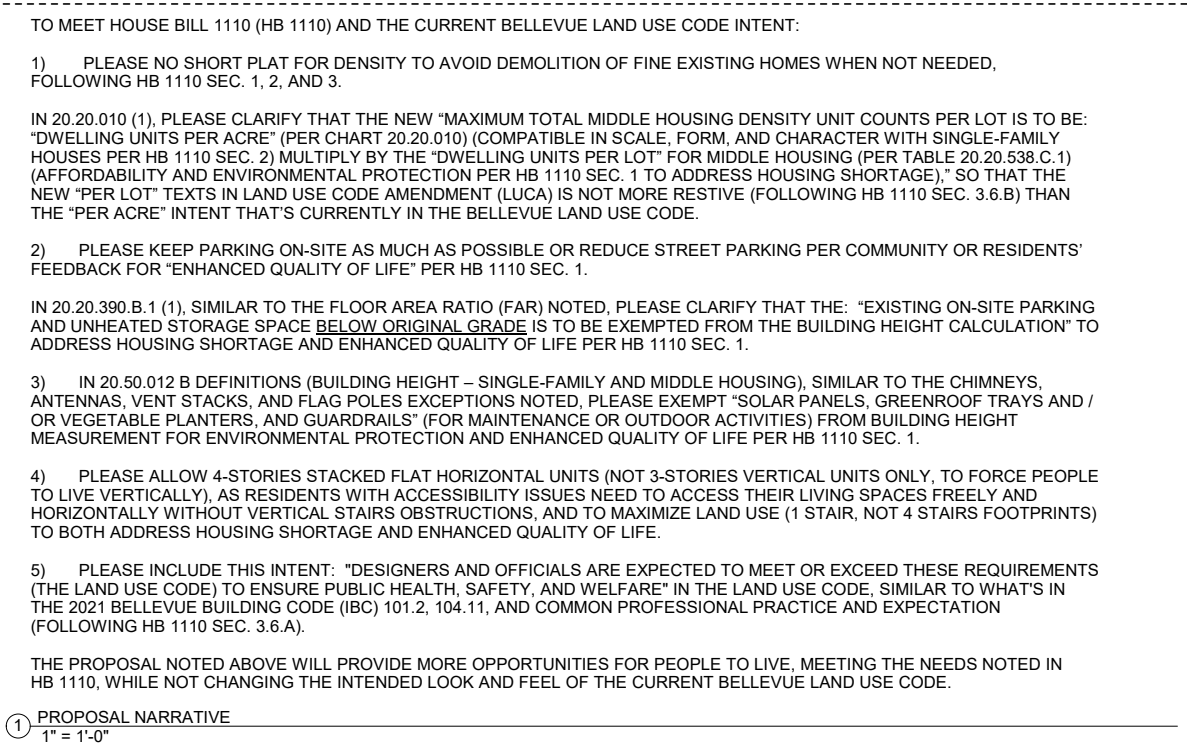 TO MEET HOUSE BILL 1110 (HB 1110) AND THE CURRENT BELLEVUE LAND USE CODE INTENT:
1) PLEASE NO SHORT PLAT FOR DENSITY TO AVOID DEMOLITION OF FINE EXISTING HOMES WHEN NOT NEEDED,
FOLLOWING HB 1110 SEC. 1, 2, AND 3.
IN 20.20.010 (1), PLEASE CLARIFY THAT THE NEW “MAXIMUM TOTAL MIDDLE HOUSING DENSITY UNIT COUNTS PER LOT IS TO BE:
“DWELLING UNITS PER ACRE” (PER CHART 20.20.010) (COMPATIBLE IN SCALE, FORM, AND CHARACTER WITH SINGLE-FAMILY
HOUSES PER HB 1110 SEC. 2) MULTIPLY BY THE “DWELLING UNITS PER LOT” FOR MIDDLE HOUSING (PER TABLE 20.20.538.C.1)
(AFFORDABILITY AND ENVIRONMENTAL PROTECTION PER HB 1110 SEC. 1 TO ADDRESS HOUSING SHORTAGE),” SO THAT THE
NEW “PER LOT” TEXTS IN LAND USE CODE AMENDMENT (LUCA) IS NOT MORE RESTIVE (FOLLOWING HB 1110 SEC. 3.6.B) THAN
THE “PER ACRE” INTENT THAT’S CURRENTLY IN THE BELLEVUE LAND USE CODE.
2) PLEASE KEEP PARKING ON-SITE AS MUCH AS POSSIBLE OR REDUCE STREET PARKING PER COMMUNITY OR RESIDENTS’
FEEDBACK FOR “ENHANCED QUALITY OF LIFE” PER HB 1110 SEC. 1.
IN 20.20.390.B.1 (1), SIMILAR TO THE FLOOR AREA RATIO (FAR) NOTED, PLEASE CLARIFY THAT THE: “EXISTING ON-SITE PARKING
AND UNHEATED STORAGE SPACE BELOW ORIGINAL GRADE IS TO BE EXEMPTED FROM THE BUILDING HEIGHT CALCULATION” TO
ADDRESS HOUSING SHORTAGE AND ENHANCED QUALITY OF LIFE PER HB 1110 SEC. 1.
3) IN 20.50.012 B DEFINITIONS (BUILDING HEIGHT – SINGLE-FAMILY AND MIDDLE HOUSING), SIMILAR TO THE CHIMNEYS,
ANTENNAS, VENT STACKS, AND FLAG POLES EXCEPTIONS NOTED, PLEASE EXEMPT “SOLAR PANELS, GREENROOF TRAYS AND /
OR VEGETABLE PLANTERS, AND GUARDRAILS” (FOR MAINTENANCE OR OUTDOOR ACTIVITIES) FROM BUILDING HEIGHT
MEASUREMENT FOR ENVIRONMENTAL PROTECTION AND ENHANCED QUALITY OF LIFE PER HB 1110 SEC. 1.
4) PLEASE ALLOW 4-STORIES STACKED FLAT HORIZONTAL UNITS (NOT 3-STORIES VERTICAL UNITS ONLY, TO FORCE PEOPLE
TO LIVE VERTICALLY), AS RESIDENTS WITH ACCESSIBILITY ISSUES NEED TO ACCESS THEIR LIVING SPACES FREELY AND
HORIZONTALLY WITHOUT VERTICAL STAIRS OBSTRUCTIONS, AND TO MAXIMIZE LAND USE (1 STAIR, NOT 4 STAIRS FOOTPRINTS)
TO BOTH ADDRESS HOUSING SHORTAGE AND ENHANCED QUALITY OF LIFE.
5) PLEASE INCLUDE THIS INTENT: "DESIGNERS AND OFFICIALS ARE EXPECTED TO MEET OR EXCEED THESE REQUIREMENTS
(THE LAND USE CODE) TO ENSURE PUBLIC HEALTH, SAFETY, AND WELFARE" IN THE LAND USE CODE, SIMILAR TO WHAT'S IN
THE 2021 BELLEVUE BUILDING CODE (IBC) 101.2, 104.11, AND COMMON PROFESSIONAL PRACTICE AND EXPECTATION
(FOLLOWING HB 1110 SEC. 3.6.A).
THE PROPOSAL NOTED ABOVE WILL PROVIDE MORE OPPORTUNITIES FOR PEOPLE TO LIVE, MEETING THE NEEDS NOTED IN
HB 1110, WHILE NOT CHANGING THE INTENDED LOOK AND FEEL OF THE CURRENT BELLEVUE LAND USE CODE.
1 PROPOSAL NARRATIVE
1" = 1'-0"